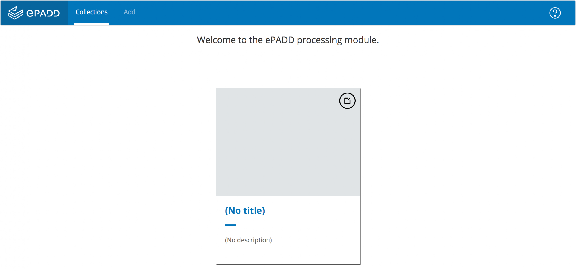 ePADD Collections Add
Welcome to the ePADD processing module.
(No title)
(No description)